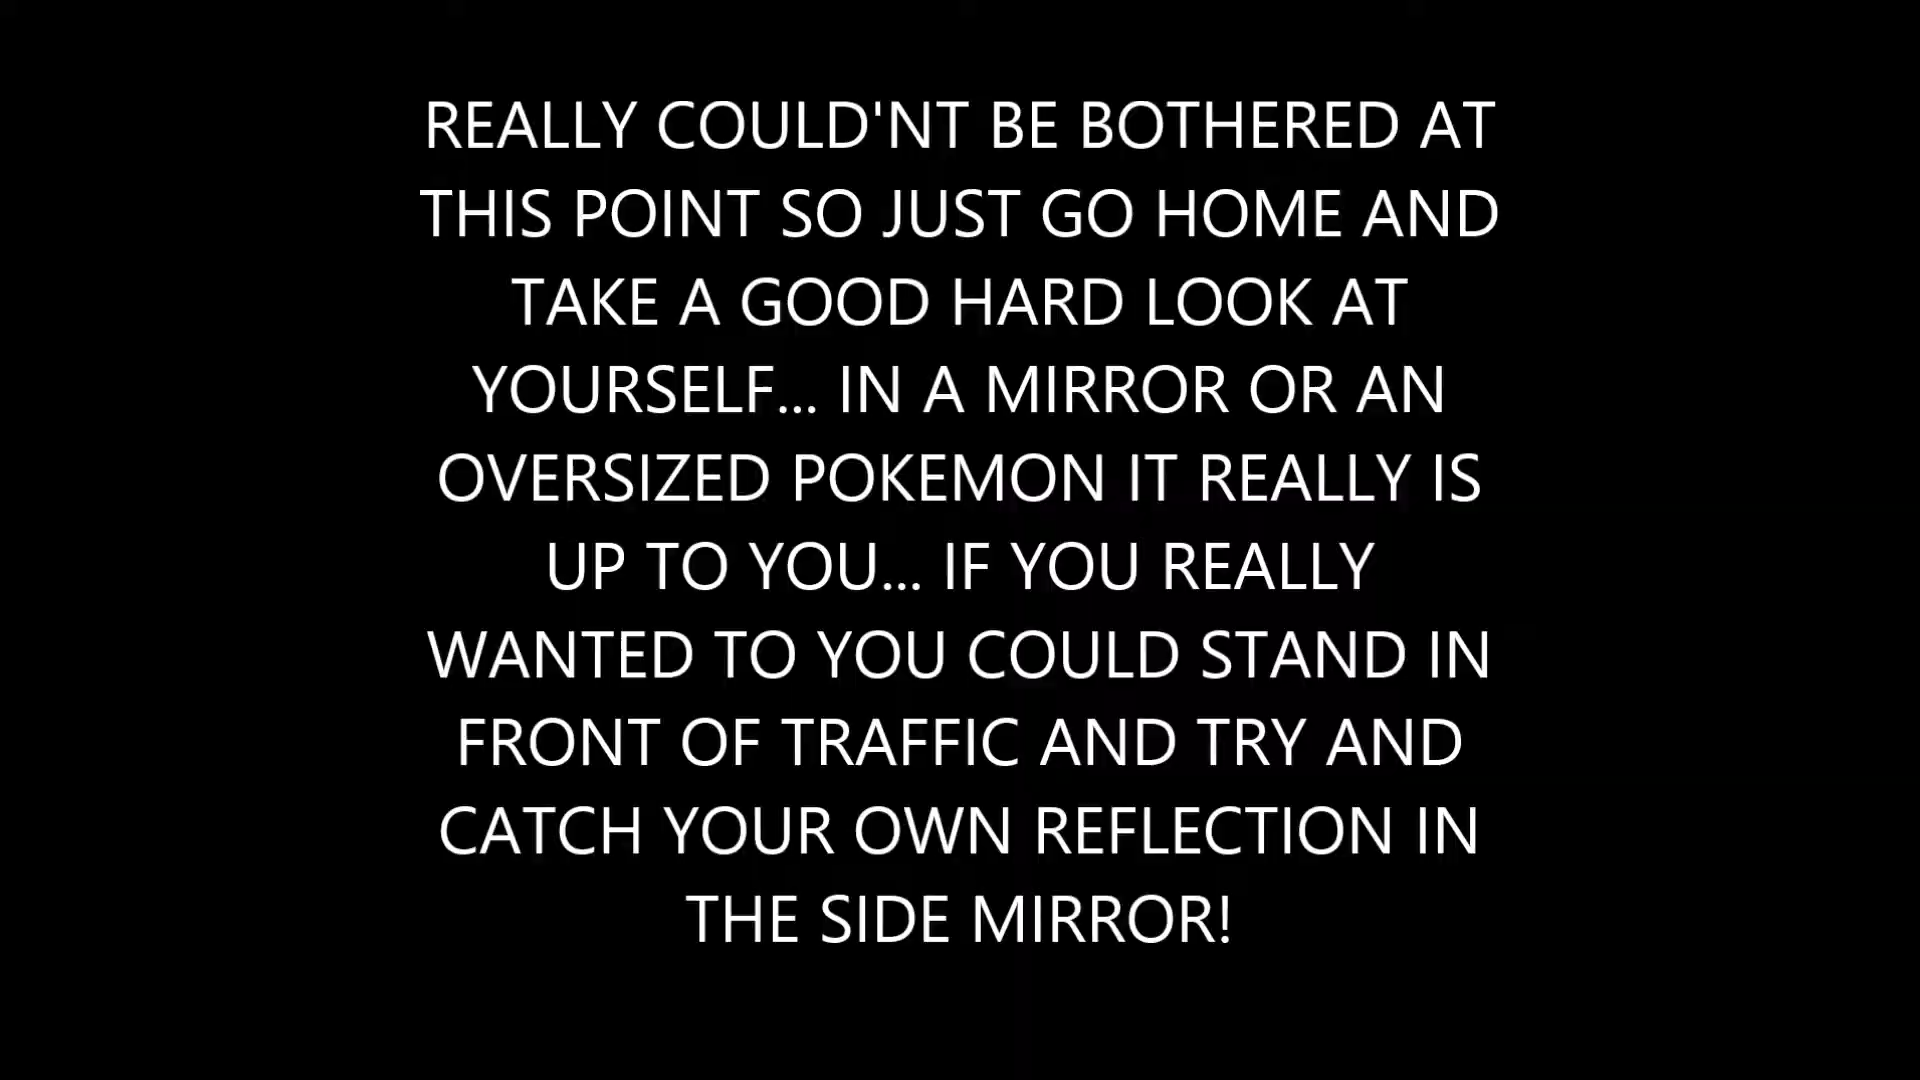 REALLY COULD'NT BE BOTHERED AT
THIS POINT SO JUST GO HOME AND
TAKE A GOOD HARD LOOK AT
YOURSELF... IN A MIRROR OR AN
OVERSIZED POKEMON IT REALLY IS
UP TO YOU... IF YOU REALLY
WANTED TO YOU COULD STAND IN
FRONT OF TRAFFIC AND TRY AND
CATCH YOUR OWN REFLECTION IN
THE SIDE MIRROR!